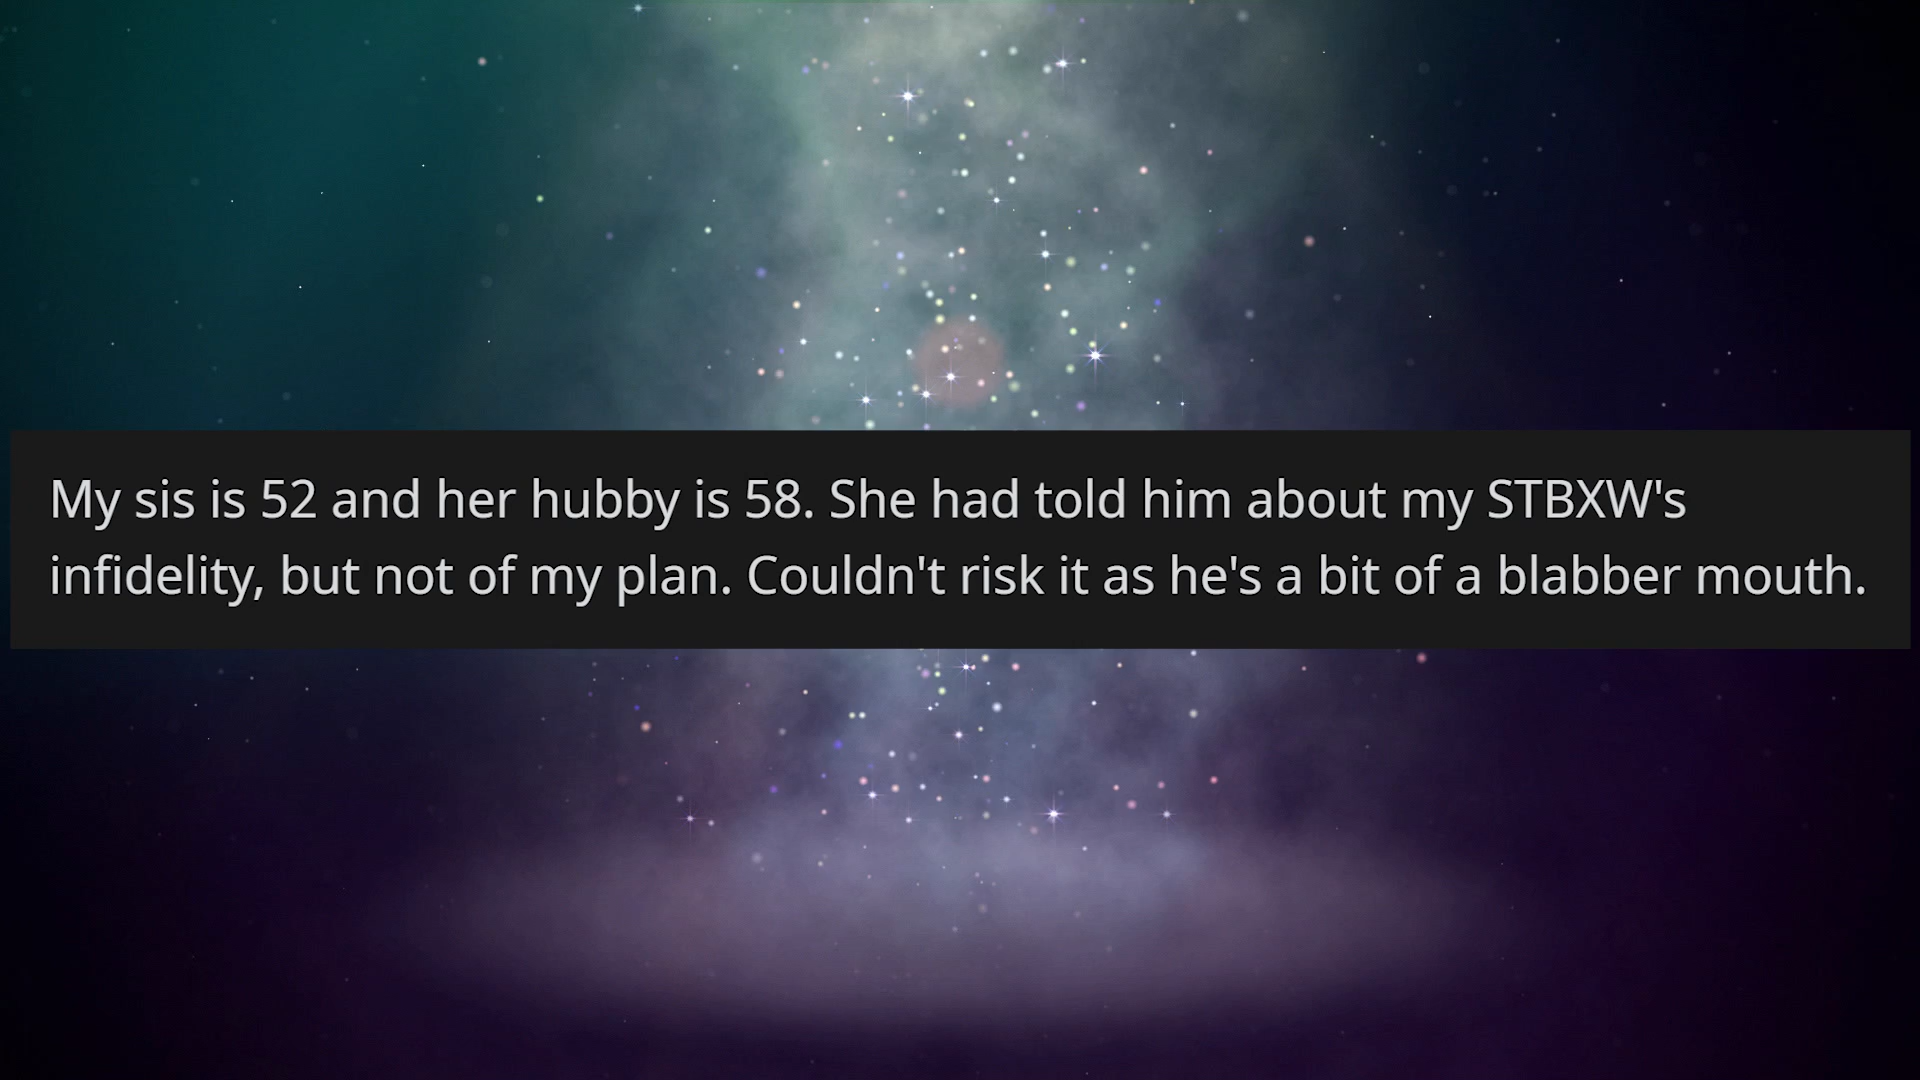 My sis is 52 and her hubby is 58. She had told him about my STBXW's
infidelity, but not of my plan. Couldn't risk it as he's a bit of a blabber mouth.